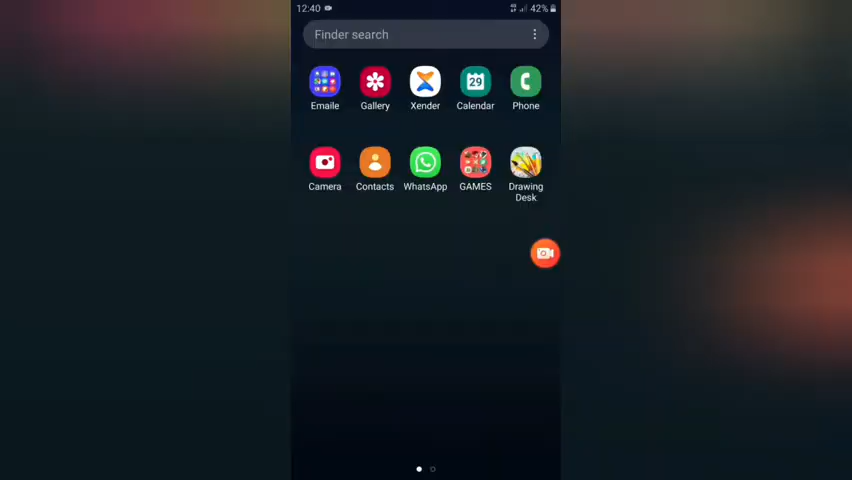 12:40 42%
Finder search
29
Emaile Gallery Xender Calendar Phone
Camera Contacts WhatsApp GAMES Drawing
Desk